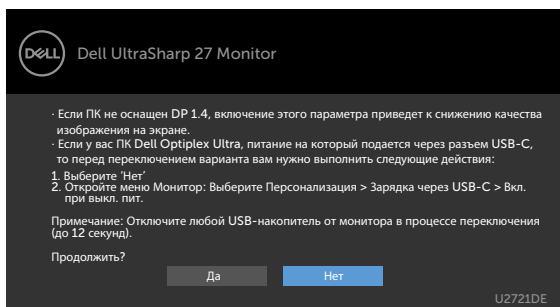 DELL
Dell UltraSharp 27 Monitor
· Если ПК не оснащен DP 1.4, включение этого параметра приведет к снижению качества
изображения на экране.
· Если у вас ПК Dell Optiplex Ultra, питание на который подается через разъем USB-C,
то перед переключением варианта вам нужно выполнить следующие действия:
1. Выберите ‘Нет’
2. Откройте меню Монитор: Выберите Персонализация > Зарядка через USB-C > Вкл.
при выкл. пит.
Примечание: Отключите любой USB-накопитель от монитора в процессе переключения
(до 12 секунд).
Продолжить?
Да Нет
U2721DE